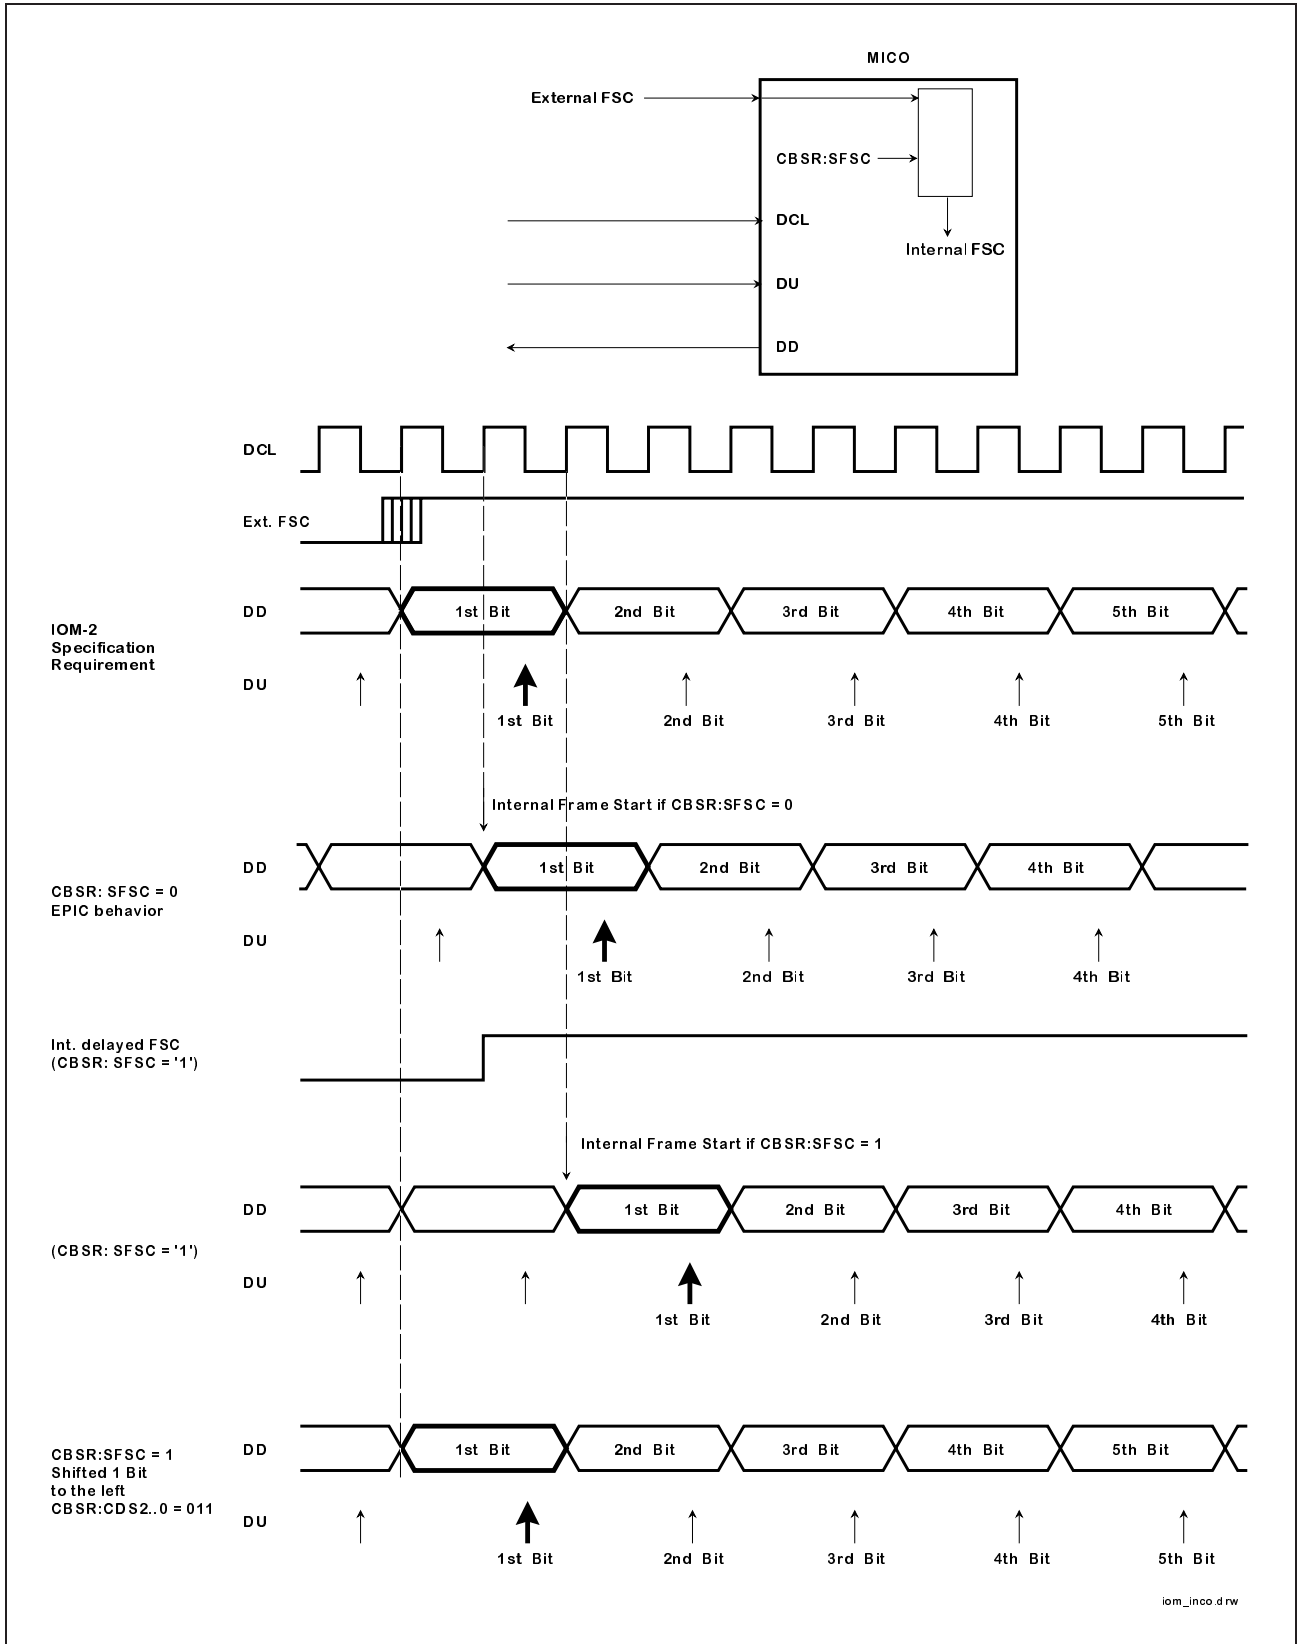 MICO
External FSC
CBSR:SFSC
DCL
Internal FSC
DU
DD
DCL
Ext. FSC
IOM-2
Specification
Requirement
DD
1st Bit
2nd Bit
3rd Bit
4th Bit
5th Bit
DU
1st Bit
2nd Bit
3rd Bit
4th Bit
5th Bit
Internal Frame Start if CBSR:SFSC = 0
CBSR: SFSC = 0
EPIC behavior
DD
1st Bit
2nd Bit
3rd Bit
4th Bit
DU
1st Bit
2nd Bit
3rd Bit
4th Bit
Int. delayed FSC
(CBSR: SFSC = '1')
Internal Frame Start if CBSR:SFSC = 1
(CBSR: SFSC = '1')
DD
1st Bit
2nd Bit
3rd Bit
4th Bit
DU
1st Bit
2nd Bit
3rd Bit
4th Bit
CBSR:SFSC = 1
Shifted 1 Bit
to the left
CBSR:CDS2..0 = 011
DD
1st Bit
2nd Bit
3rd Bit
4th Bit
5th Bit
DU
1st Bit
2nd Bit
3rd Bit
4th Bit
5th Bit
iom_inco.drw